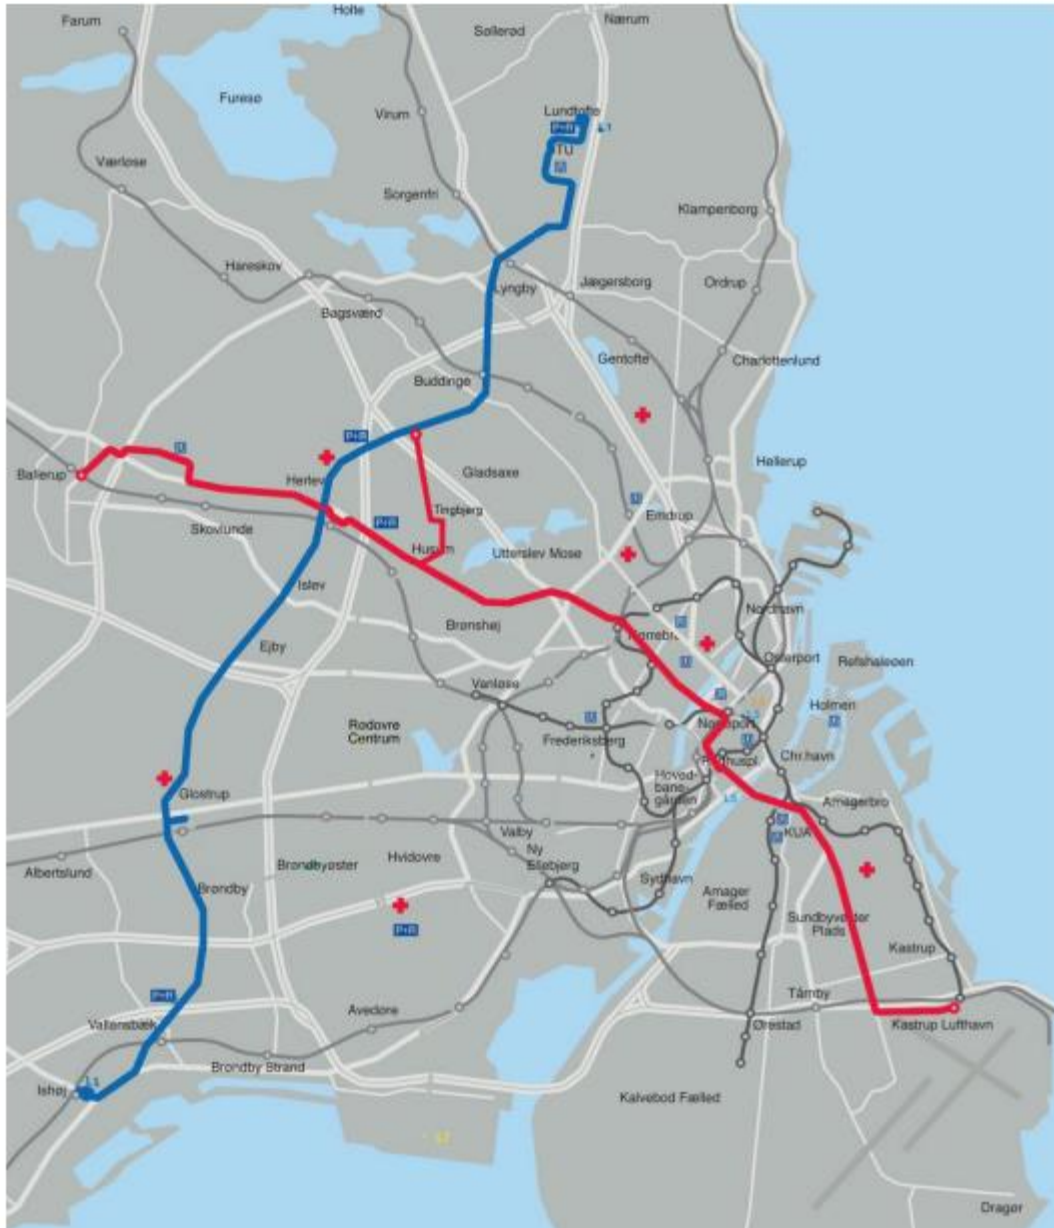 Holte
Farum
Søllerød
Nærum
Furesø
Lundtofte
Virum
P+R
L1
Værløse
Sorgenfri
Klampenborg
Hareskov
Lyngby
Jægersborg
Ordrup
Bagsværd
Gentofte
Charlottenlund
Buddinge
P+R
Hellerup
Ballerup
Herlev
Gladsaxe
Tingbjerg
P+R
Emdrup
Skovlunde
Husum
Utterslev Mose
Islev
Nordhavn
Brønshøj
Nørrebro
Ejby
Østerport
Refshaleøen
Vanløse
Holmen
Rødovre
Centrum
Nørreport
Frederiksberg
Rådhuspl.
Chr.havn
Glostrup
Hoved-
bane-
gården
Amagerbro
Valby
KUA
Albertslund
Brøndbyøster
Hvidovre
Ny
Ellebjerg
Sydhavn
Brøndby
Amager
Fælled
Sundbyvester
Plads
P+R
Kastrup
P+R
Tårnby
Vallensbæk
Avedøre
Ørestad
Kastrup Lufthavn
Brøndby Strand
Ishøj
L1
Kalvebod Fælled
Dragør